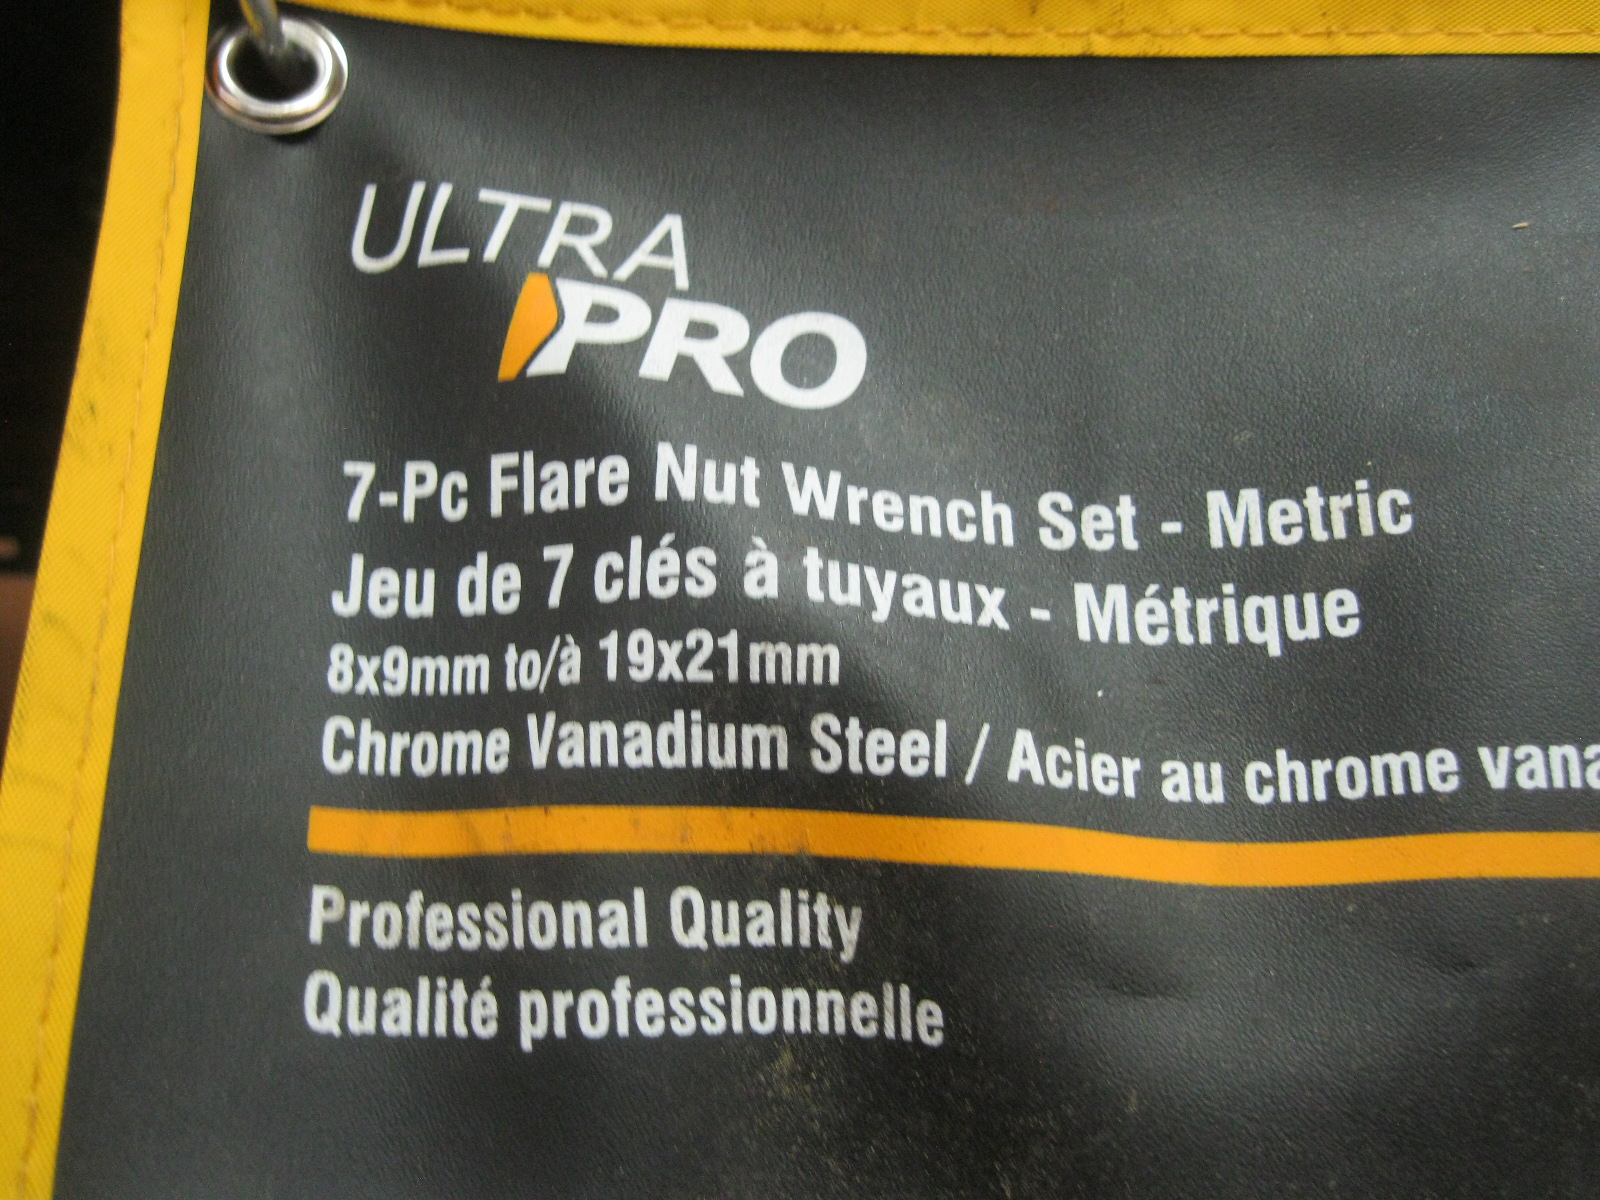 ULTRA
PRO
7-Pc Flare Nut Wrench Set - Metric
Jeu de 7 clés à tuyaux - Métrique
8x9mm to/à 19x21mm
Chrome Vanadium Steel / Acier au chrome vana
Professional Quality
Qualité professionnelle